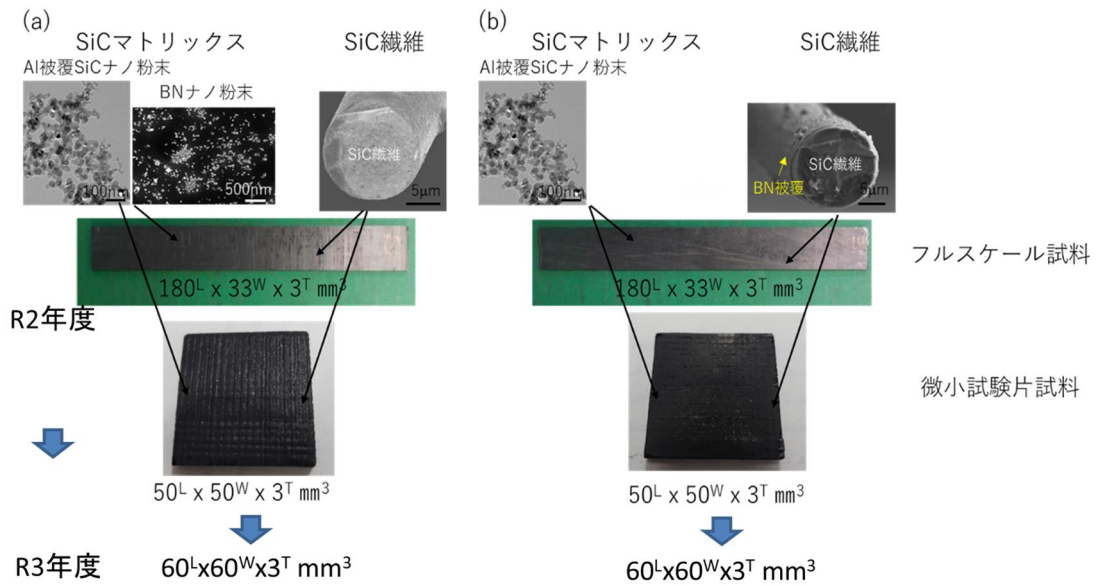 (a)
SiCマトリックス
SiC繊維
Al被覆SiCナノ粉末
BNナノ粉末
100nm
500nm
SiC繊維
5μm
180ᴸ x 33ᵂ x 3ᵀ mm³
R2年度
50ᴸ x 50ᵂ x 3ᵀ mm³
R3年度
60ᴸx60ᵂx3ᵀ mm³
(b)
SiCマトリックス
SiC繊維
Al被覆SiCナノ粉末
100nm
SiC繊維
BN被覆
5μm
180ᴸ x 33ᵂ x 3ᵀ mm³
フルスケール試料
微小試験片試料
50ᴸ x 50ᵂ x 3ᵀ mm³
60ᴸx60ᵂx3ᵀ mm³